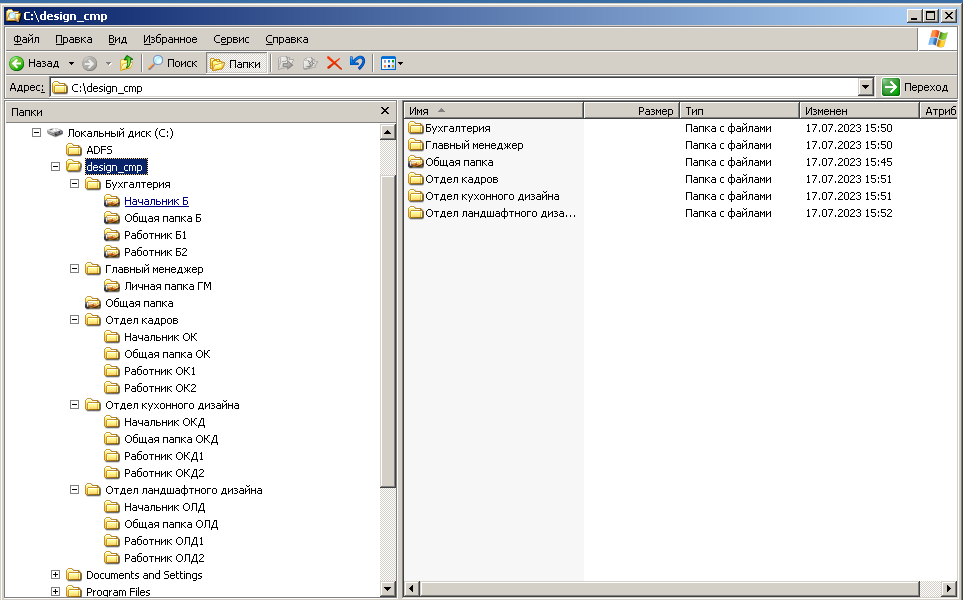 C:\design_cmp
Файл Правка Вид Избранное Сервис Справка
Назад Поиск Папки
Адрес: C:\design_cmp Переход
Папки
Локальный диск (C:)
ADFS
design_cmp
Бухгалтерия
Начальник Б
Общая папка Б
Работник Б1
Работник Б2
Главный менеджер
Личная папка ГМ
Общая папка
Отдел кадров
Начальник ОК
Общая папка ОК
Работник ОК1
Работник ОК2
Отдел кухонного дизайна
Начальник ОКД
Общая папка ОКД
Работник ОКД1
Работник ОКД2
Отдел ландшафтного дизайна
Начальник ОЛД
Общая папка ОЛД
Работник ОЛД1
Работник ОЛД2
Documents and Settings
Program Files
Имя Размер Тип Изменен Атриб
Бухгалтерия Папка с файлами 17.07.2023 15:50
Главный менеджер Папка с файлами 17.07.2023 15:50
Общая папка Папка с файлами 17.07.2023 15:45
Отдел кадров Папка с файлами 17.07.2023 15:51
Отдел кухонного дизайна Папка с файлами 17.07.2023 15:51
Отдел ландшафтного диза... Папка с файлами 17.07.2023 15:52